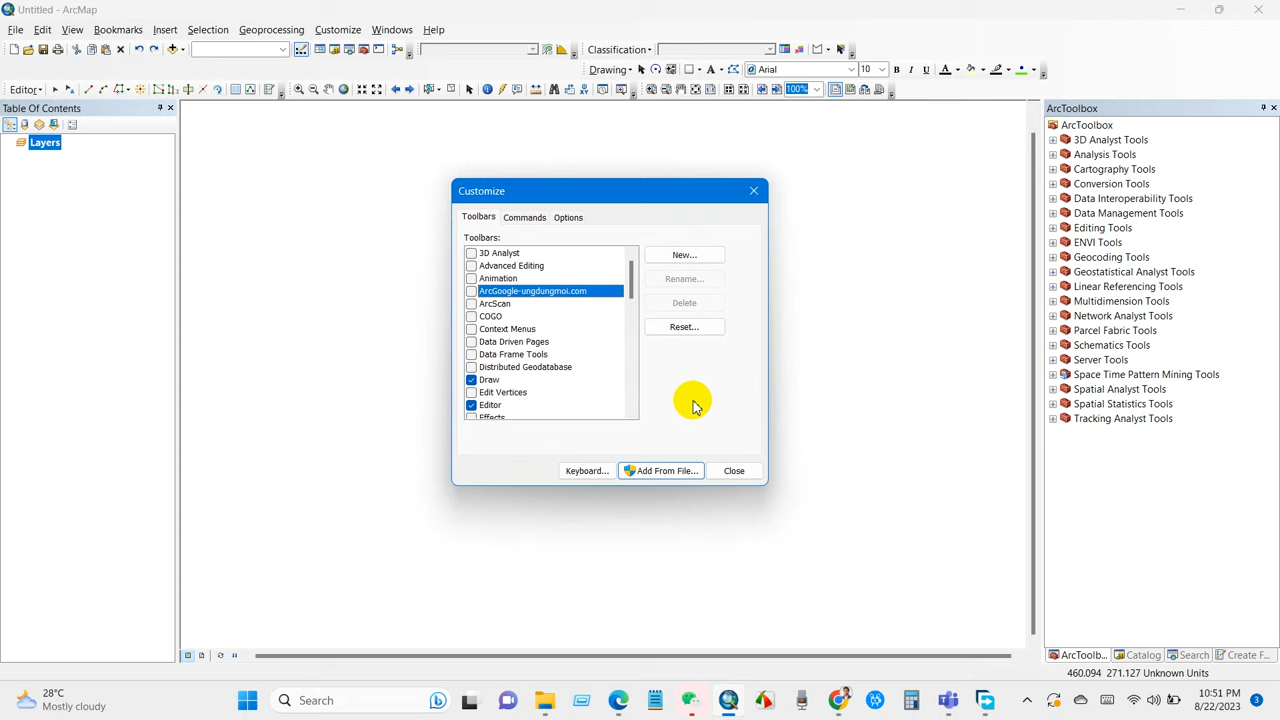 Untitled - ArcMap
File Edit View Bookmarks Insert Selection Geoprocessing Customize Windows Help
Classification
Drawing Arial 10 B I U A
Editor 100%
Table Of Contents
Layers
Customize
Toolbars Commands Options
Toolbars:
3D Analyst
Advanced Editing
Animation
ArcGoogle-ungdungmoi.com
ArcScan
COGO
Context Menus
Data Driven Pages
Data Frame Tools
Distributed Geodatabase
Draw
Edit Vertices
Editor
Effects
New...
Rename...
Delete
Reset...
Keyboard... Add From File... Close
ArcToolbox
ArcToolbox
3D Analyst Tools
Analysis Tools
Cartography Tools
Conversion Tools
Data Interoperability Tools
Data Management Tools
Editing Tools
ENVI Tools
Geocoding Tools
Geostatistical Analyst Tools
Linear Referencing Tools
Multidimension Tools
Network Analyst Tools
Parcel Fabric Tools
Schematics Tools
Server Tools
Space Time Pattern Mining Tools
Spatial Analyst Tools
Spatial Statistics Tools
Tracking Analyst Tools
ArcToolb... Catalog Search Create F...
460.094 271.127 Unknown Units
28°C
Mostly cloudy
Search
10:51 PM
8/22/2023
3